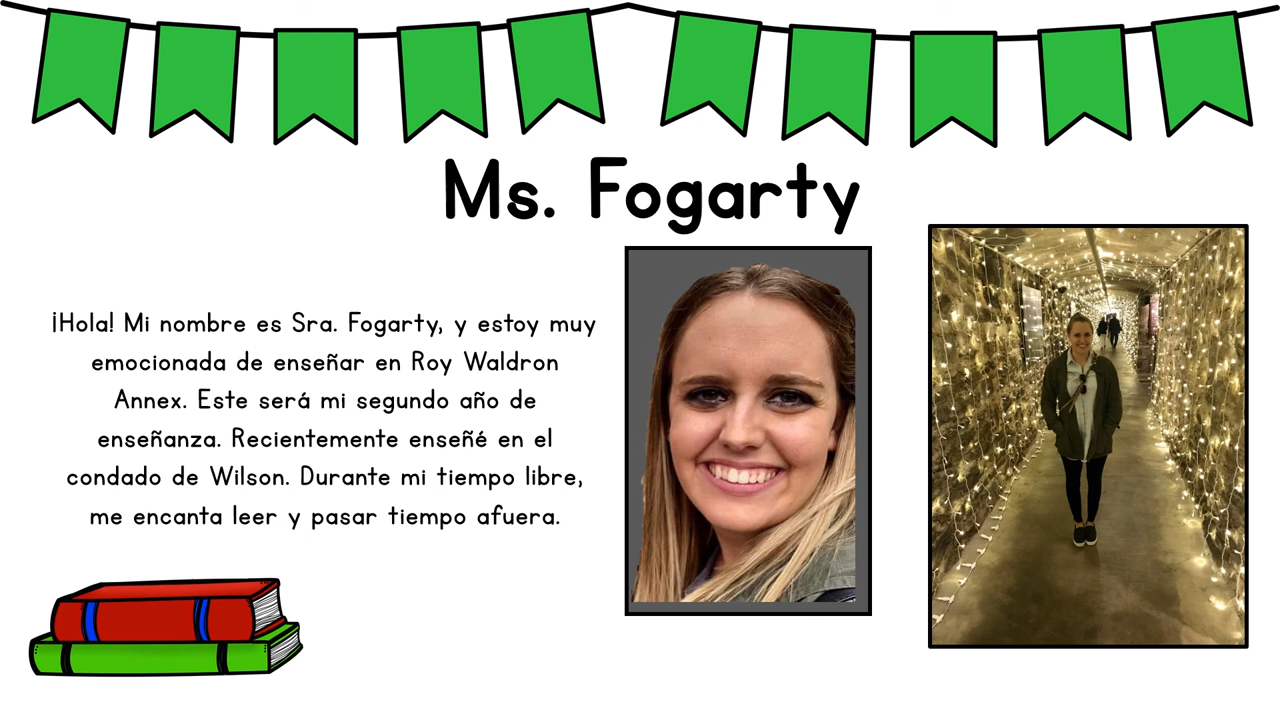 Ms. Fogarty
¡Hola! Mi nombre es Sra. Fogarty, y estoy muy
emocionada de enseñar en Roy Waldron
Annex. Este será mi segundo año de
enseñanza. Recientemente enseñé en el
condado de Wilson. Durante mi tiempo libre,
me encanta leer y pasar tiempo afuera.